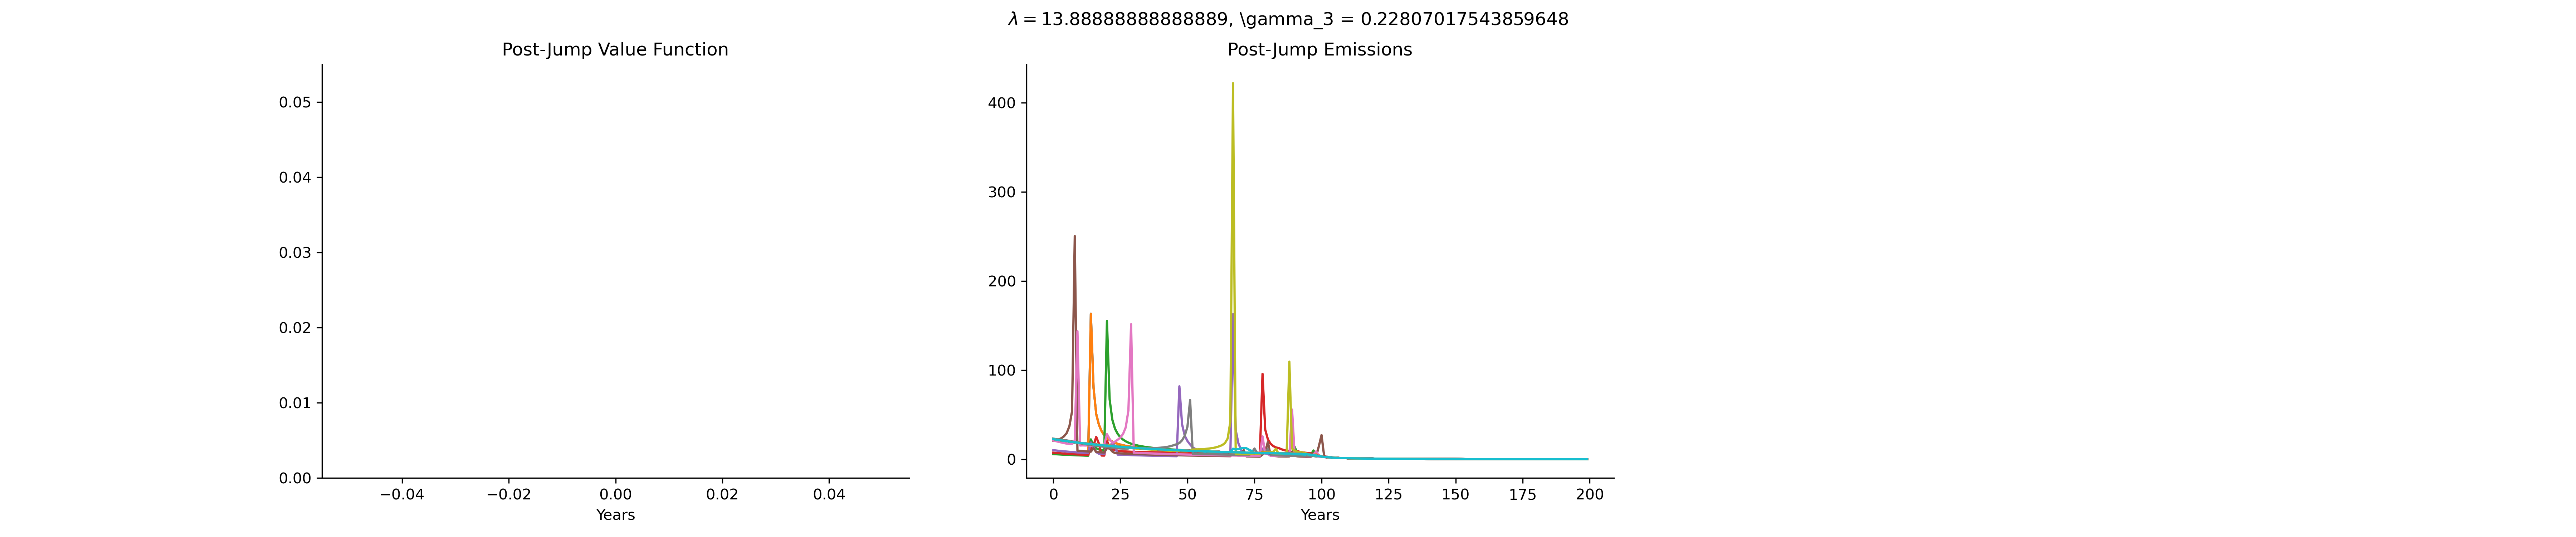 λ = 13.88888888888889, \gamma_3 = 0.22807017543859648
Post-Jump Value Function
0.05
0.04
0.03
0.02
0.01
0.00
−0.04 −0.02 0.00 0.02 0.04
Years
Post-Jump Emissions
400
300
200
100
0
0 25 50 75 100 125 150 175 200
Years